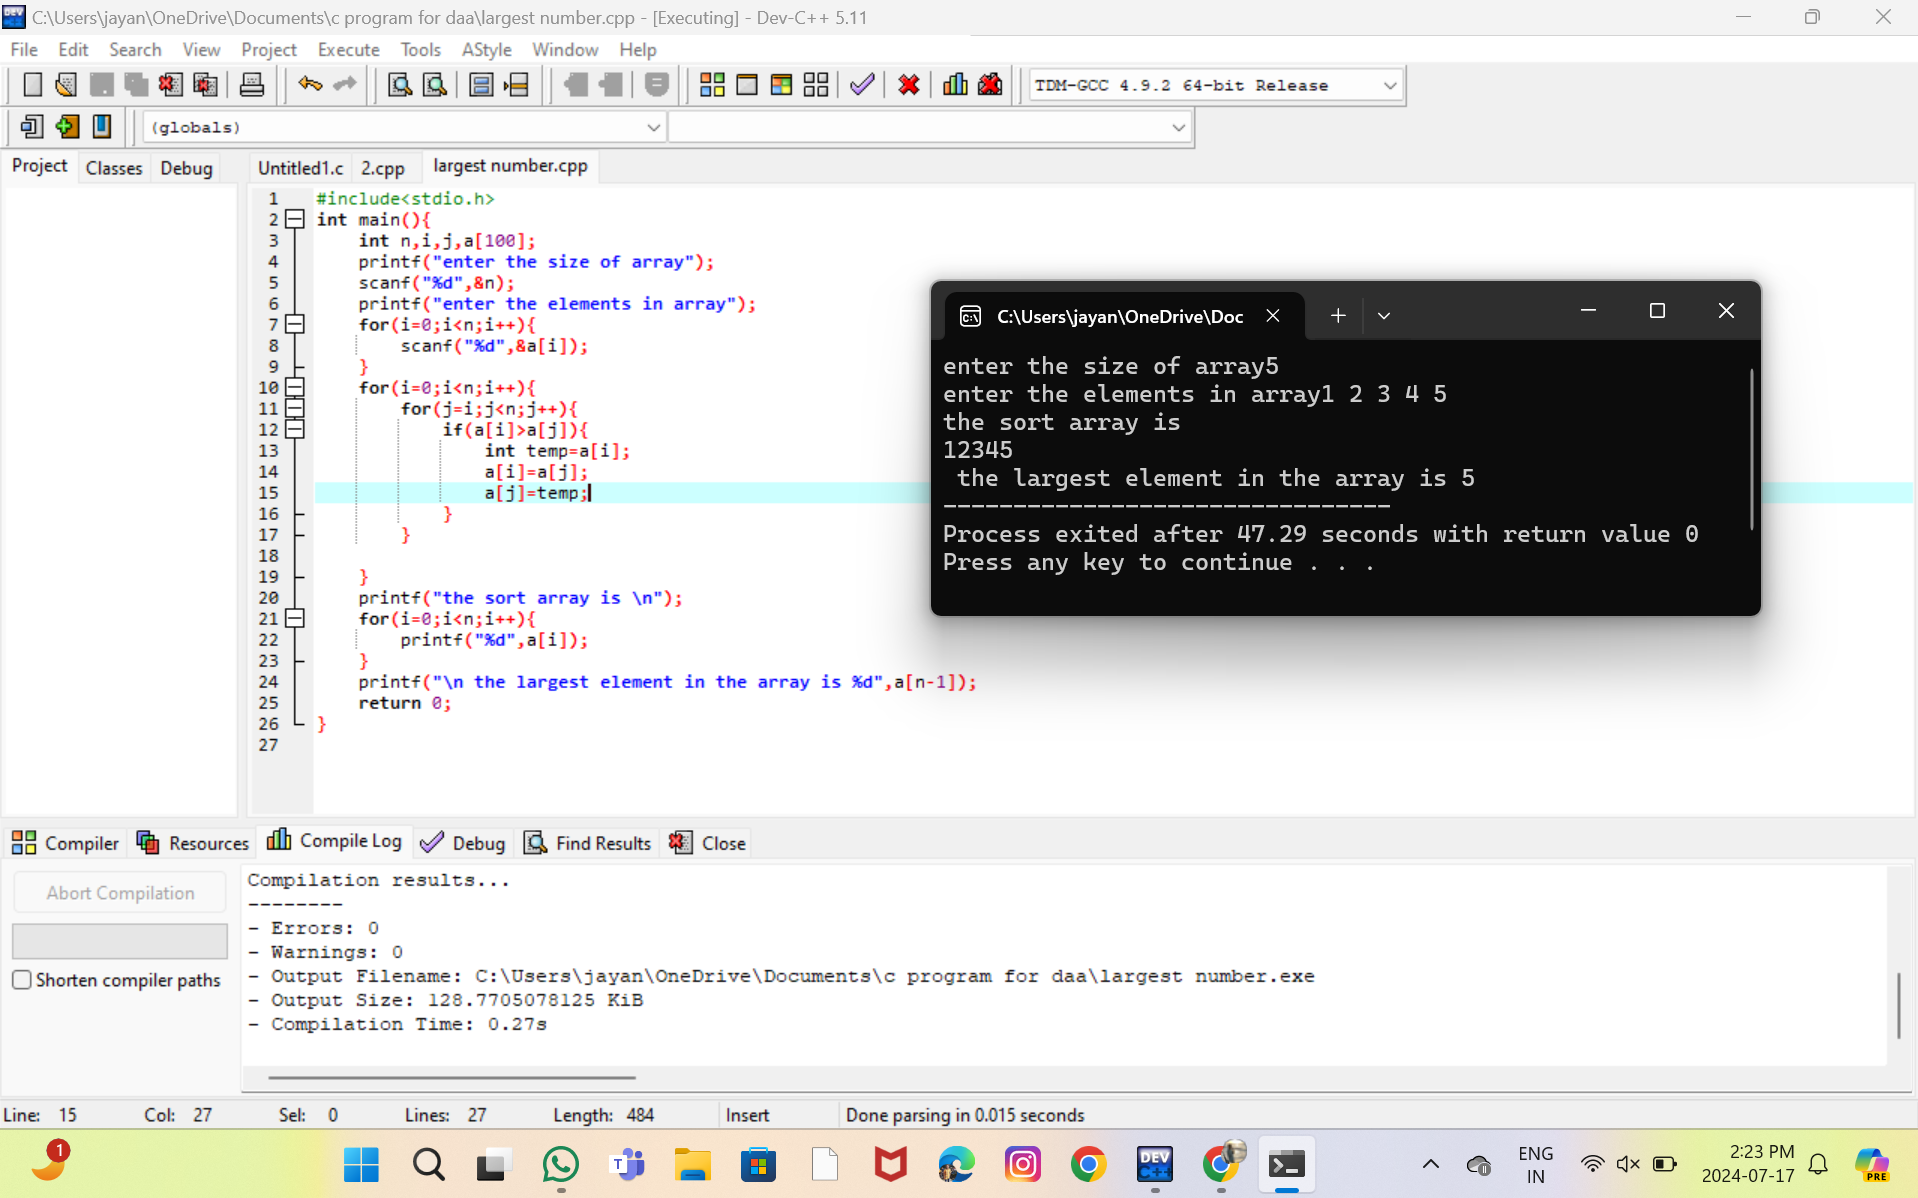 C:\Users\jayan\OneDrive\Documents\c program for daa\largest number.cpp - [Executing] - Dev-C++ 5.11
File Edit Search View Project Execute Tools AStyle Window Help
TDM-GCC 4.9.2 64-bit Release
(globals)
Project Classes Debug
Untitled1.c 2.cpp largest number.cpp
1 #include<stdio.h>
2 int main(){
3 int n,i,j,a[100];
4 printf("enter the size of array");
5 scanf("%d",&n);
6 printf("enter the elements in array");
7 for(i=0;i<n;i++){
8 scanf("%d",&a[i]);
9 }
10 for(i=0;i<n;i++){
11 for(j=i;j<n;j++){
12 if(a[i]>a[j]){
13 int temp=a[i];
14 a[i]=a[j];
15 a[j]=temp;
16 }
17 }
18
19 }
20 printf("the sort array is \n");
21 for(i=0;i<n;i++){
22 printf("%d",a[i]);
23 }
24 printf("\n the largest element in the array is %d",a[n-1]);
25 return 0;
26 }
27
C:\Users\jayan\OneDrive\Doc
enter the size of array5
enter the elements in array1 2 3 4 5
the sort array is
12345
the largest element in the array is 5
--------------------------------
Process exited after 47.29 seconds with return value 0
Press any key to continue . . .
Compiler Resources Compile Log Debug Find Results Close
Abort Compilation
Shorten compiler paths
Compilation results...
--------
- Errors: 0
- Warnings: 0
- Output Filename: C:\Users\jayan\OneDrive\Documents\c program for daa\largest number.exe
- Output Size: 128.7705078125 KiB
- Compilation Time: 0.27s
Line: 15 Col: 27 Sel: 0 Lines: 27 Length: 484 Insert Done parsing in 0.015 seconds
1
DEV C++
ENG
IN
2:23 PM
2024-07-17
PRE